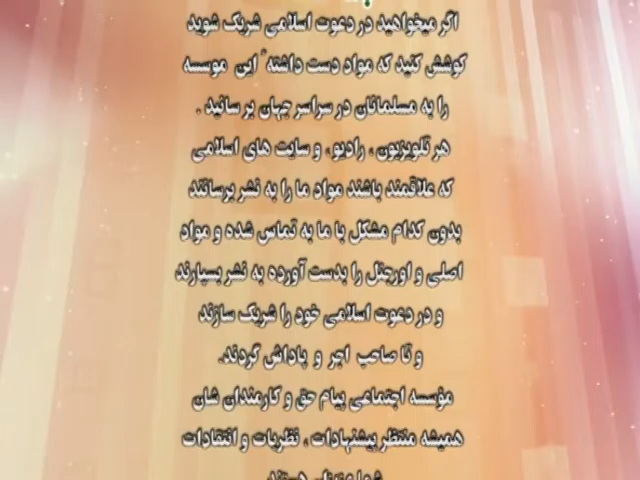 اگر میخواهید در دعوت اسلامی شریک شوید
کوشش کنید که مواد دست داشتهٔ این موسسه
را به مسلمانان در سراسر جهان برسانید .
هر تلویزیون، رادیو، و سایت های اسلامی
که علاقمند باشند مواد ما را به نشر برسانند
بدون کدام مشکل با ما به تماس شده و مواد
اصلی و اورجنل را بدست آورده به نشر بسپارند
و در دعوت اسلامی خود را شریک سازند
و تا صاحب اجر و پاداش گردند.
مؤسسه اجتماعی پیام حق و کارمندان شان
همیشه منتظر پیشنهادات، نظریات و انتقادات
هستند